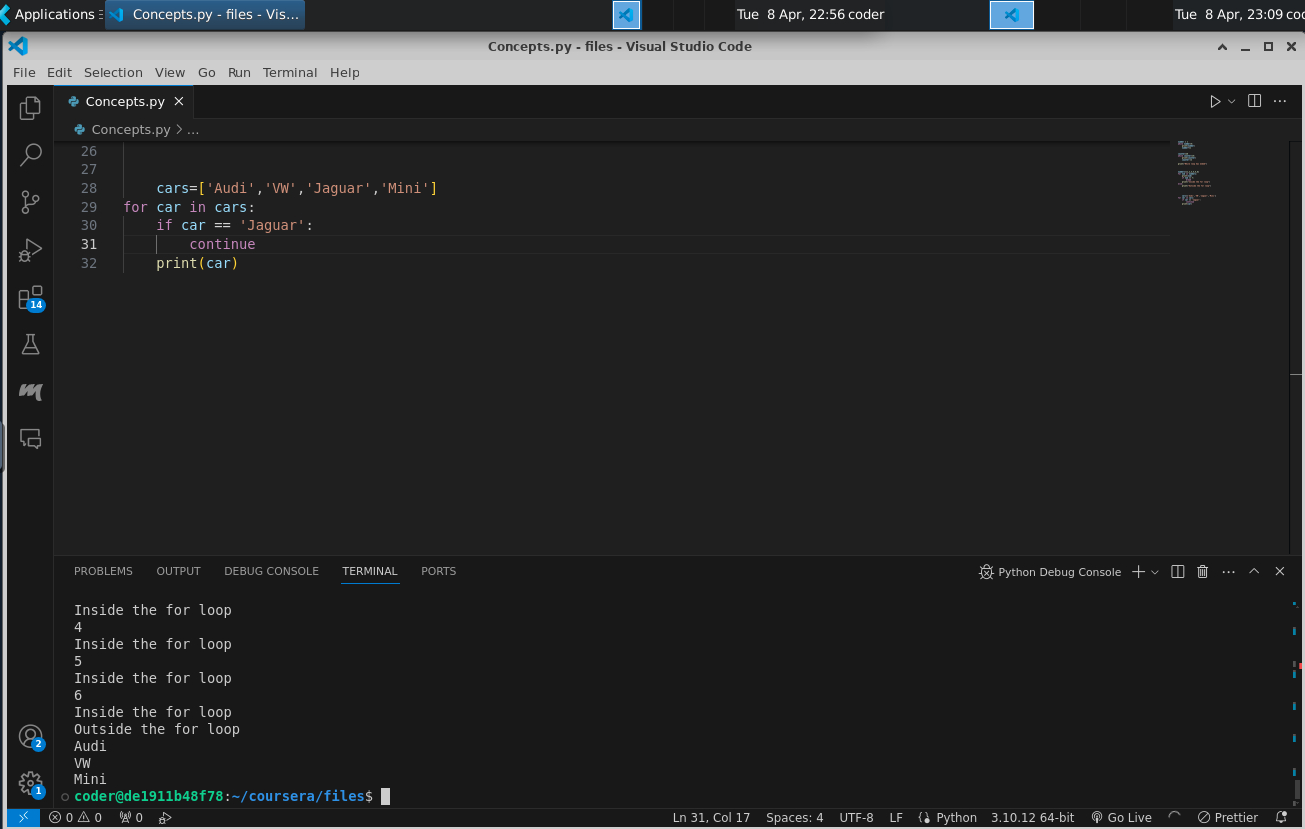 Applications
Concepts.py - files - Vis...
Tue 8 Apr, 22:56 coder
Tue 8 Apr, 23:09 cod
Concepts.py - files - Visual Studio Code
File Edit Selection View Go Run Terminal Help
Concepts.py
Concepts.py > ...
26
27
28 cars=['Audi','VW','Jaguar','Mini']
29 for car in cars:
30 if car == 'Jaguar':
31 continue
32 print(car)
14
PROBLEMS OUTPUT DEBUG CONSOLE TERMINAL PORTS
Python Debug Console
Inside the for loop
4
Inside the for loop
5
Inside the for loop
6
Inside the for loop
Outside the for loop
Audi
VW
Mini
coder@de1911b48f78:~/coursera/files$
2
1
0 0 0
Ln 31, Col 17 Spaces: 4 UTF-8 LF Python 3.10.12 64-bit Go Live Prettier